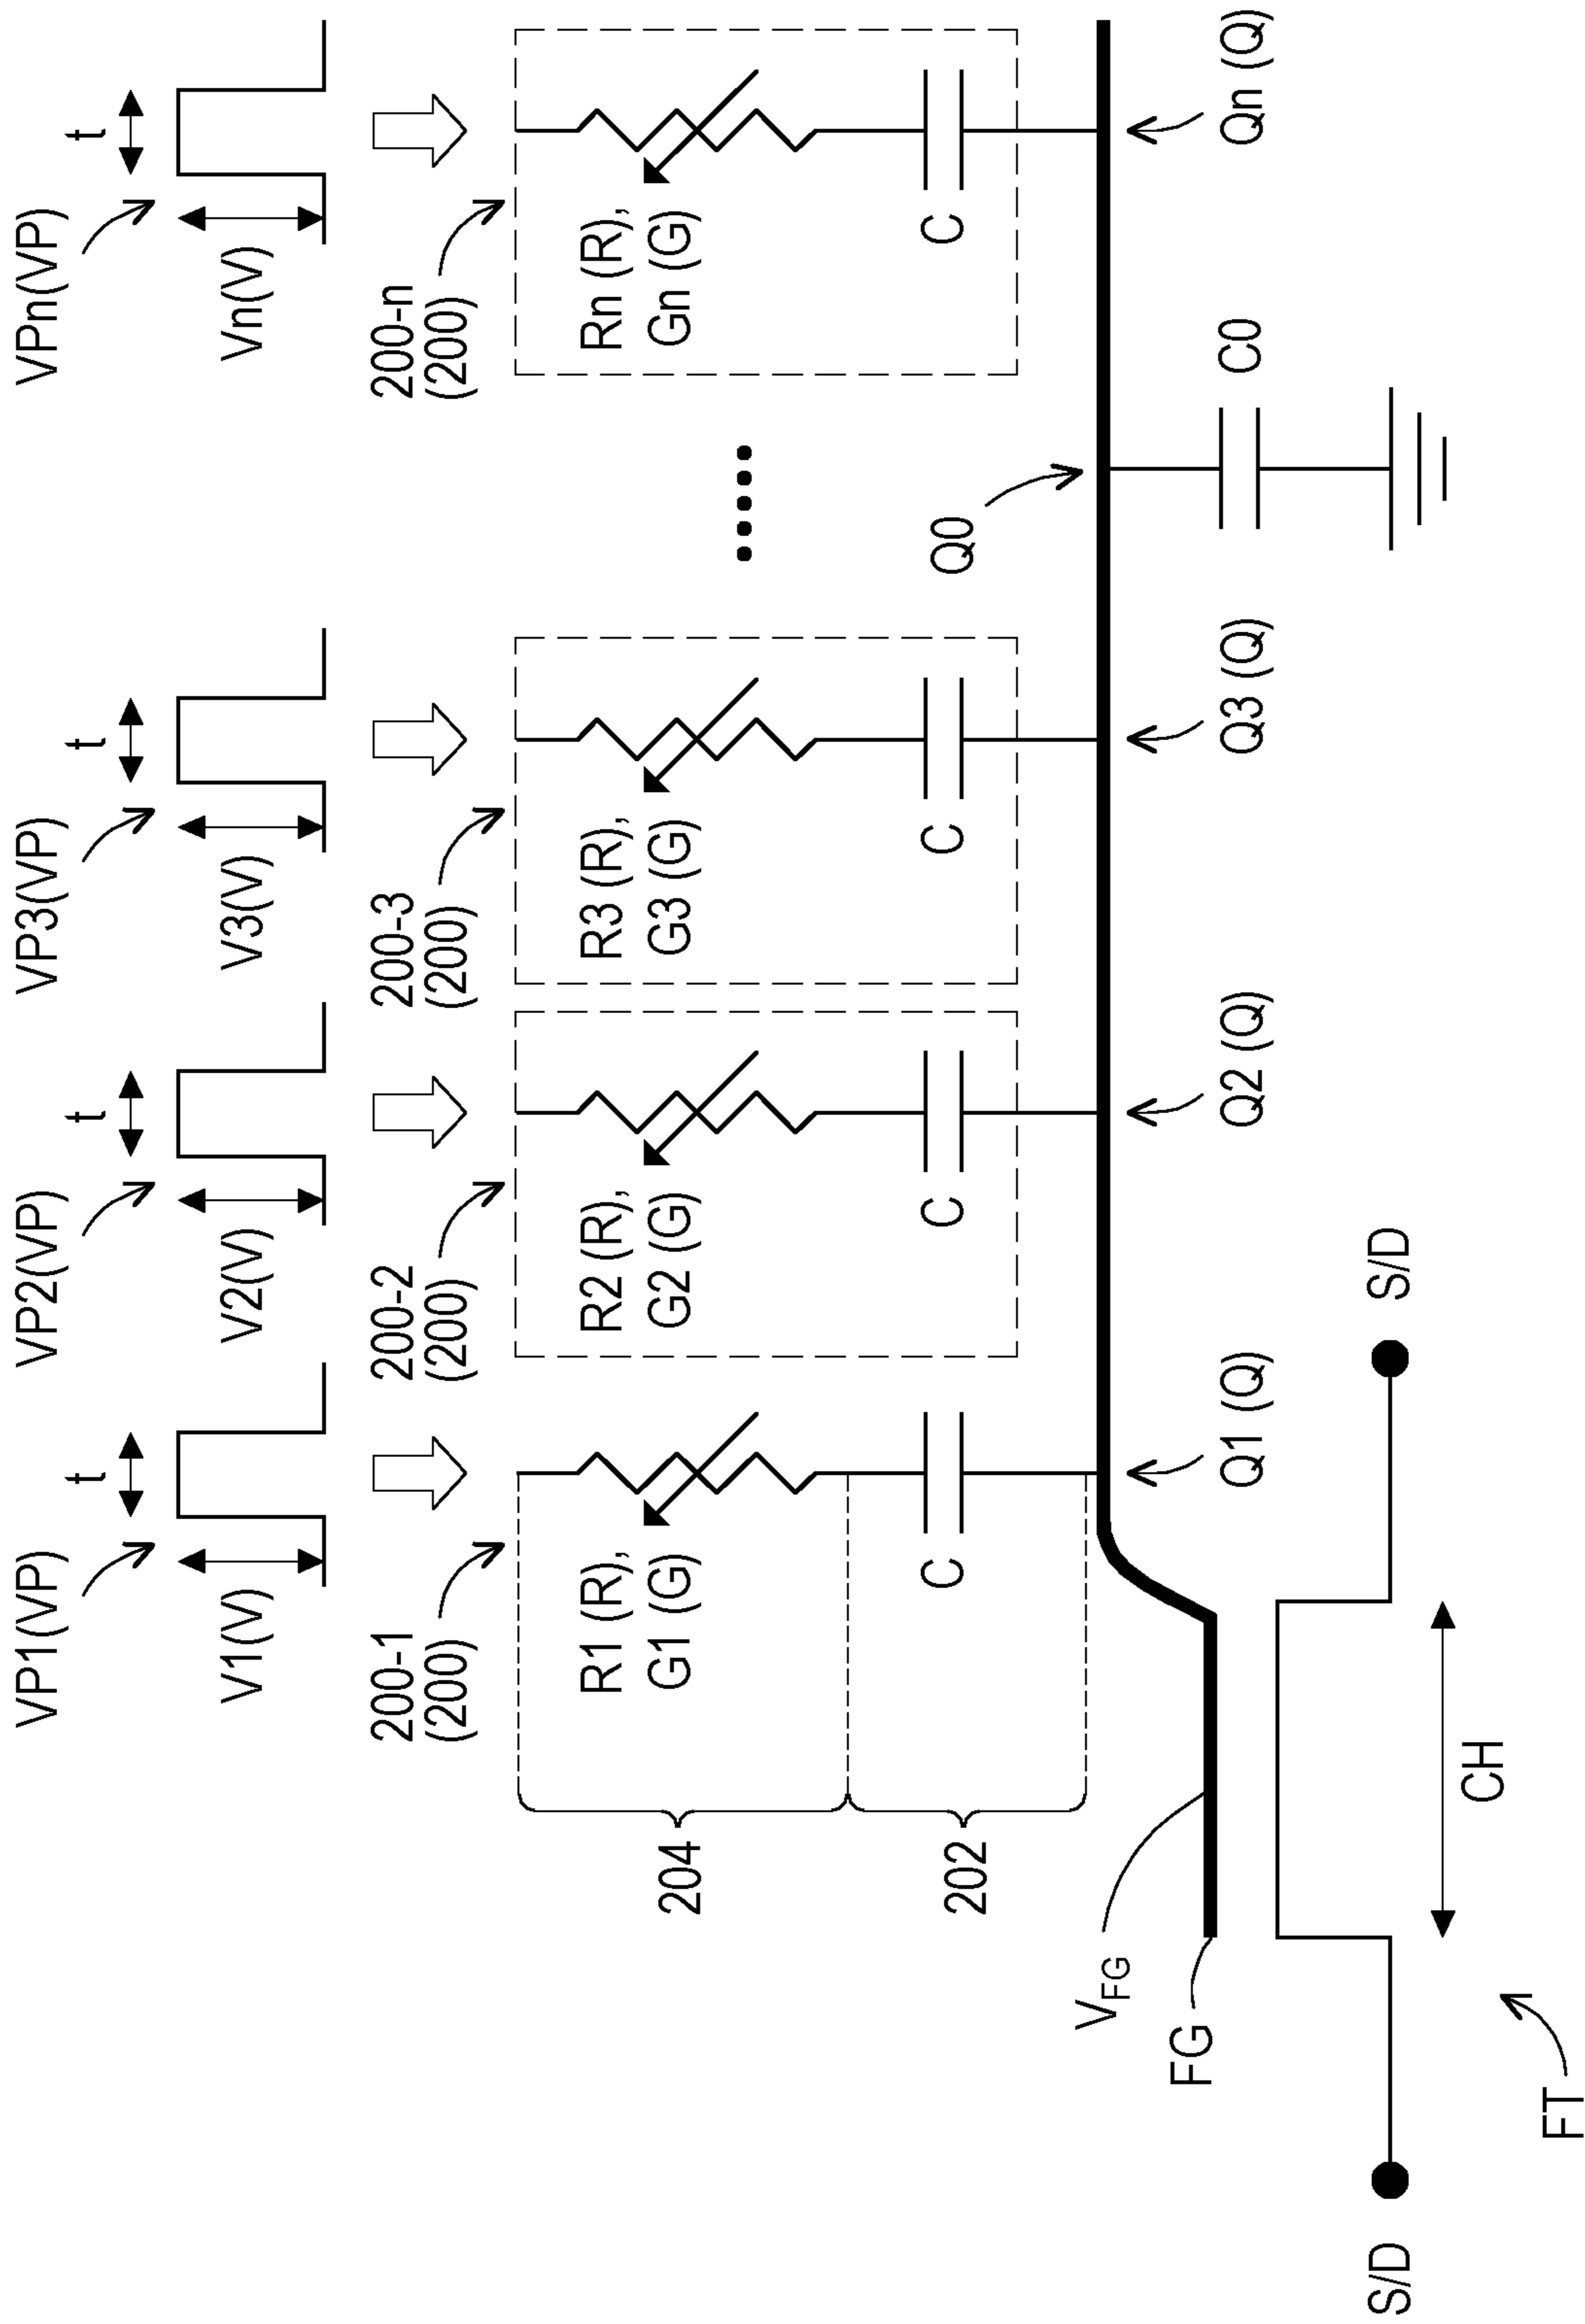 VP1(VP)
t
V1(V)
VP2(VP)
t
V2(V)
VP3(VP)
t
V3(V)
VPn(VP)
t
Vn(V)
200-1
(200)
200-2
(200)
200-3
(200)
200-n
(200)
204
R1 (R),
G1 (G)
R2 (R),
G2 (G)
R3 (R),
G3 (G)
Rn (R),
Gn (G)
202
C
C
C
C
Q0
VFG
FG
Q1 (Q)
Q2 (Q)
Q3 (Q)
C0
Qn (Q)
S/D
S/D
CH
FT